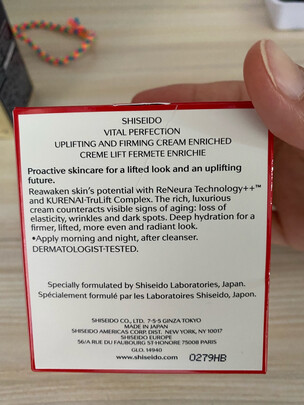 SHISEIDO
VITAL PERFECTION
UPLIFTING AND FIRMING CREAM ENRICHED
CREME LIFT FERMETE ENRICHIE
Proactive skincare for a lifted look and an uplifting
future.
Reawaken skin's potential with ReNeura Technology++™
and KURENAI-TruLift Complex. The rich, luxurious
cream counteracts visible signs of aging: loss of
elasticity, wrinkles and dark spots. Deep hydration for a
firmer, lifted, more even and radiant look.
•Apply morning and night, after cleanser.
DERMATOLOGIST-TESTED.
Specially formulated by Shiseido Laboratories, Japan.
Spécialement formulé par les Laboratoires Shiseido, Japon.
SHISEIDO CO., LTD. 7-5-5 GINZA TOKYO
MADE IN JAPAN
SHISEIDO AMERICAS CORP. DIST. NEW YORK, NY 10017
SHISEIDO EUROPE
56/A RUE DU FAUBOURG ST-HONORE 75008 PARIS
GLO. 14940
www.shiseido.com 0279HB